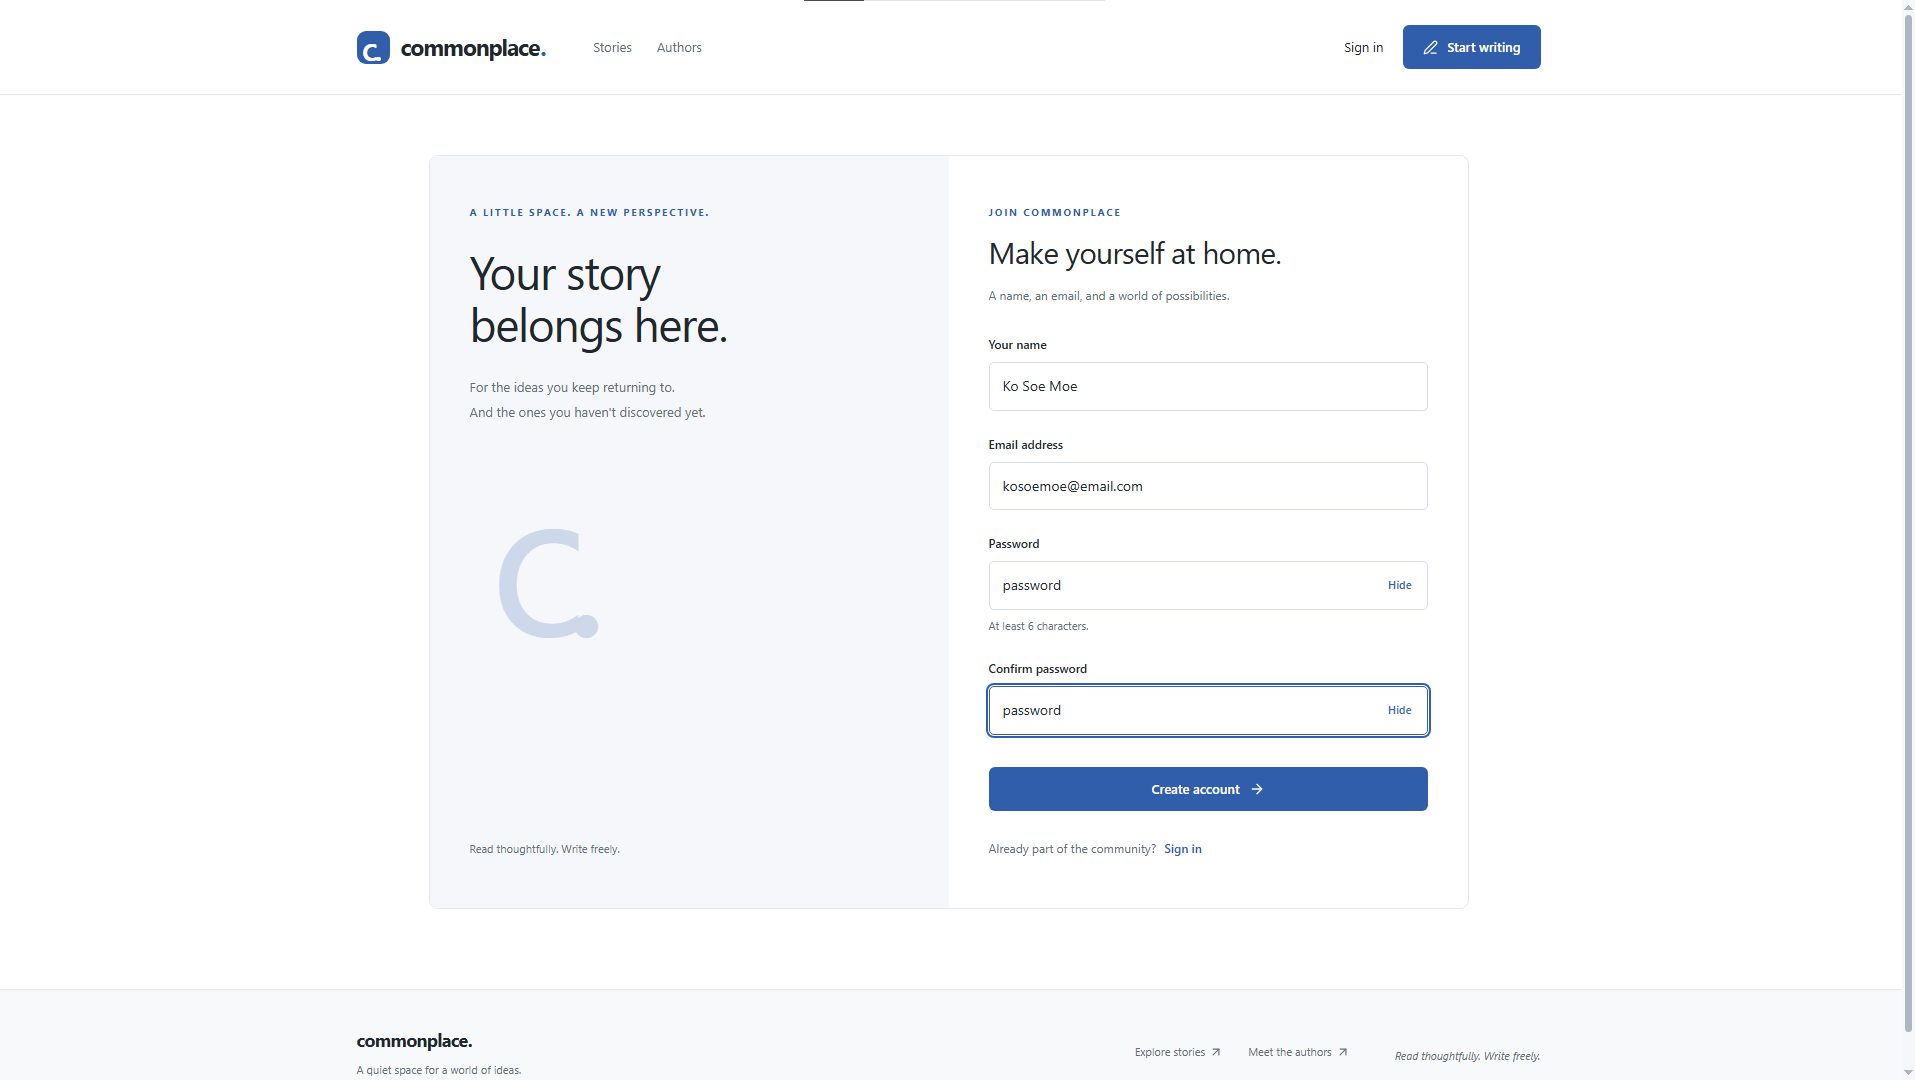 commonplace.
Stories
Authors
Sign in
Start writing
A LITTLE SPACE. A NEW PERSPECTIVE.
Your story
belongs here.
For the ideas you keep returning to.
And the ones you haven't discovered yet.
C.
Read thoughtfully. Write freely.
JOIN COMMONPLACE
Make yourself at home.
A name, an email, and a world of possibilities.
Your name
Ko Soe Moe
Email address
kosoemoe@email.com
Password
password Hide
At least 6 characters.
Confirm password
password Hide
Create account
Already part of the community? Sign in
commonplace.
A quiet space for a world of ideas.
Explore stories
Meet the authors
Read thoughtfully. Write freely.